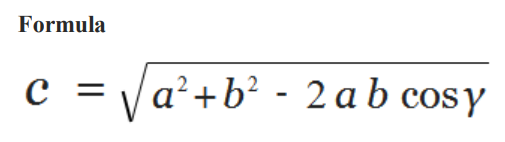 Formula
c = √a²+b² - 2 a b cosγ